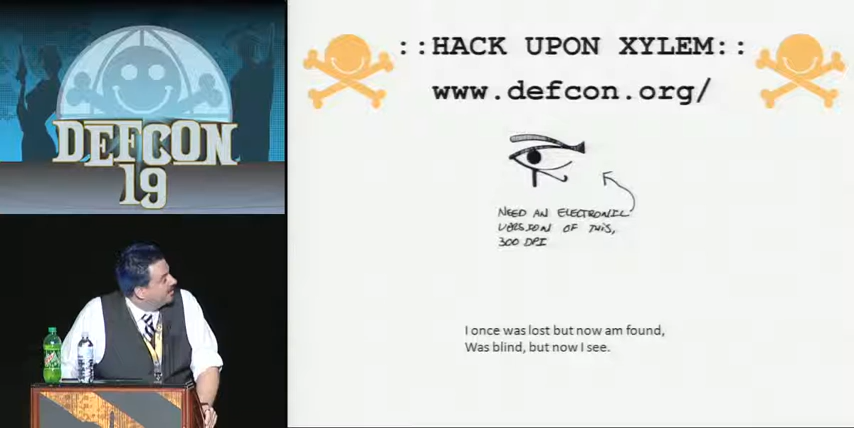 DEFCON
19
::HACK UPON XYLEM::
www.defcon.org/
NEED AN ELECTRONIC
VERSION OF THIS,
300 DPI
I once was lost but now am found,
Was blind, but now I see.